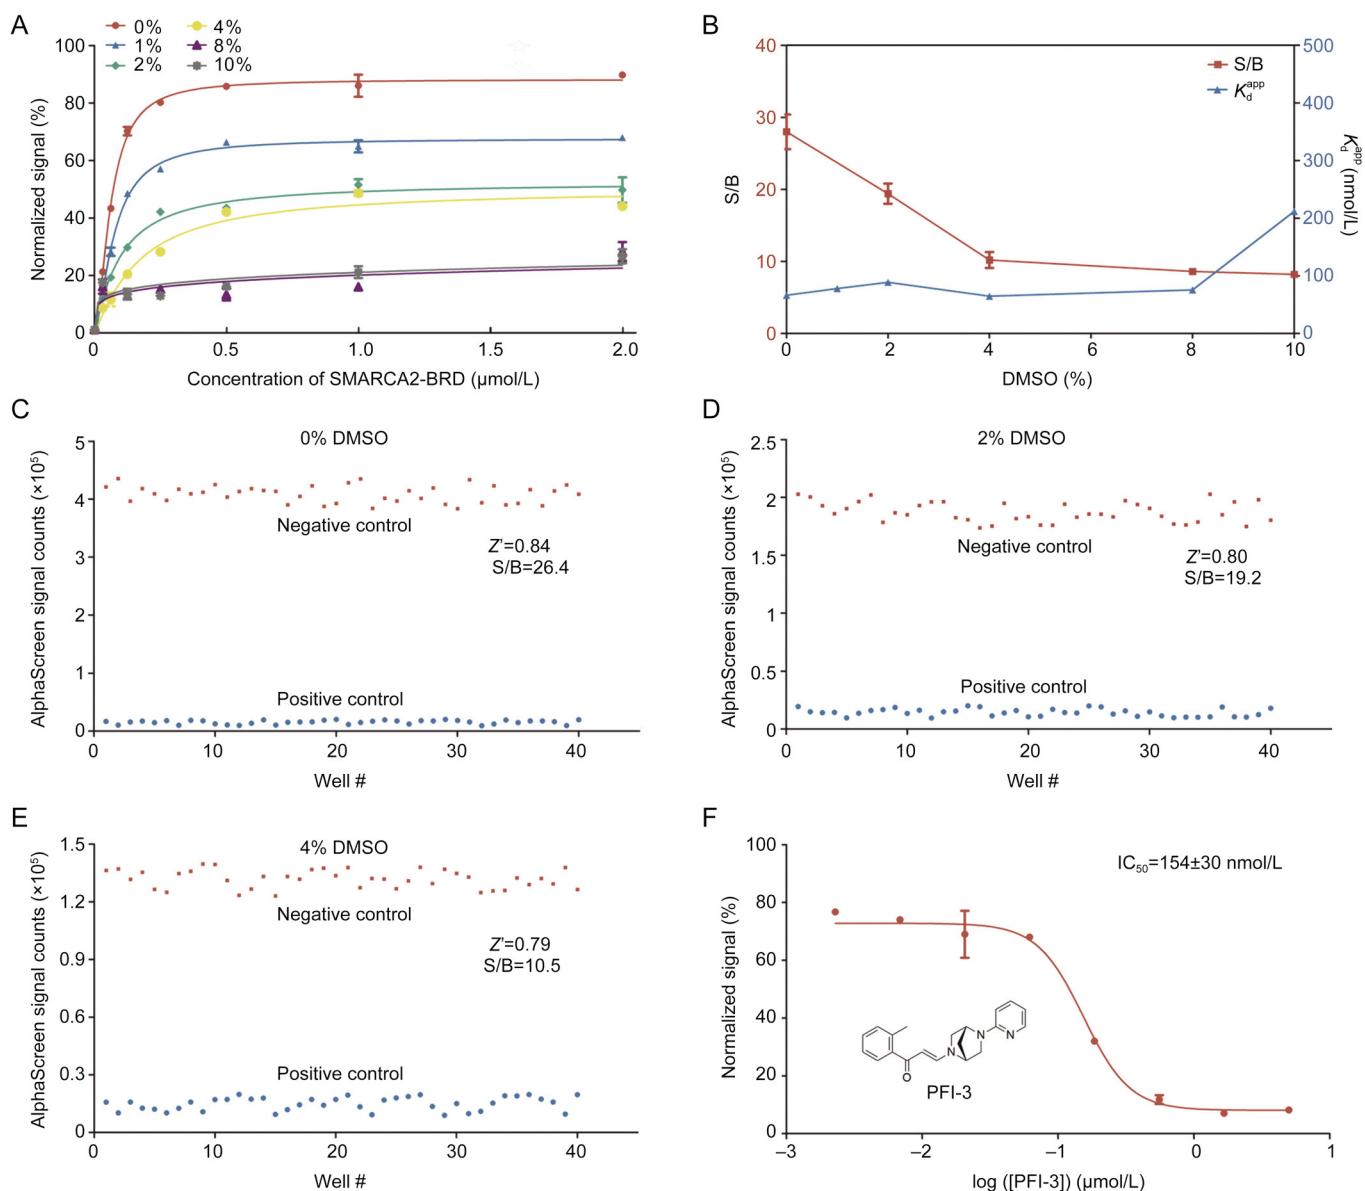 A
0%
4%
1%
8%
2%
10%
100
80
60
40
20
0
Normalized signal (%)
0
0.5
1.0
1.5
2.0
Concentration of SMARCA2-BRD (μmol/L)
B
S/B
K_d^app
40
30
20
10
0
S/B
500
400
300
200
100
0
K_d^app (nmol/L)
0
2
4
6
8
10
DMSO (%)
C
0% DMSO
5
4
3
2
1
0
AlphaScreen signal counts (×10⁵)
Negative control
Z'=0.84
S/B=26.4
Positive control
0
10
20
30
40
Well #
D
2% DMSO
2.5
2
1.5
1
0.5
0
AlphaScreen signal counts (×10⁵)
Negative control
Z'=0.80
S/B=19.2
Positive control
0
10
20
30
40
Well #
E
4% DMSO
1.5
1.2
0.9
0.6
0.3
0
AlphaScreen signal counts (×10⁵)
Negative control
Z'=0.79
S/B=10.5
Positive control
0
10
20
30
40
Well #
F
100
80
60
40
20
0
Normalized signal (%)
IC₅₀=154±30 nmol/L
N
N
N
O
PFI-3
–3
–2
–1
0
1
log ([PFI-3]) (μmol/L)